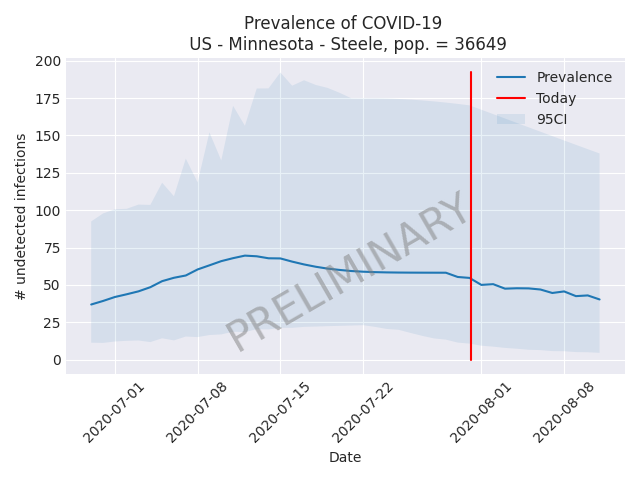 Prevalence of COVID-19
US - Minnesota - Steele, pop. = 36649
200
175
150
125
100
75
50
25
0
# undetected infections
Prevalence
Today
95CI
PRELIMINARY
2020-07-01
2020-07-08
2020-07-15
2020-07-22
2020-08-01
2020-08-08
Date